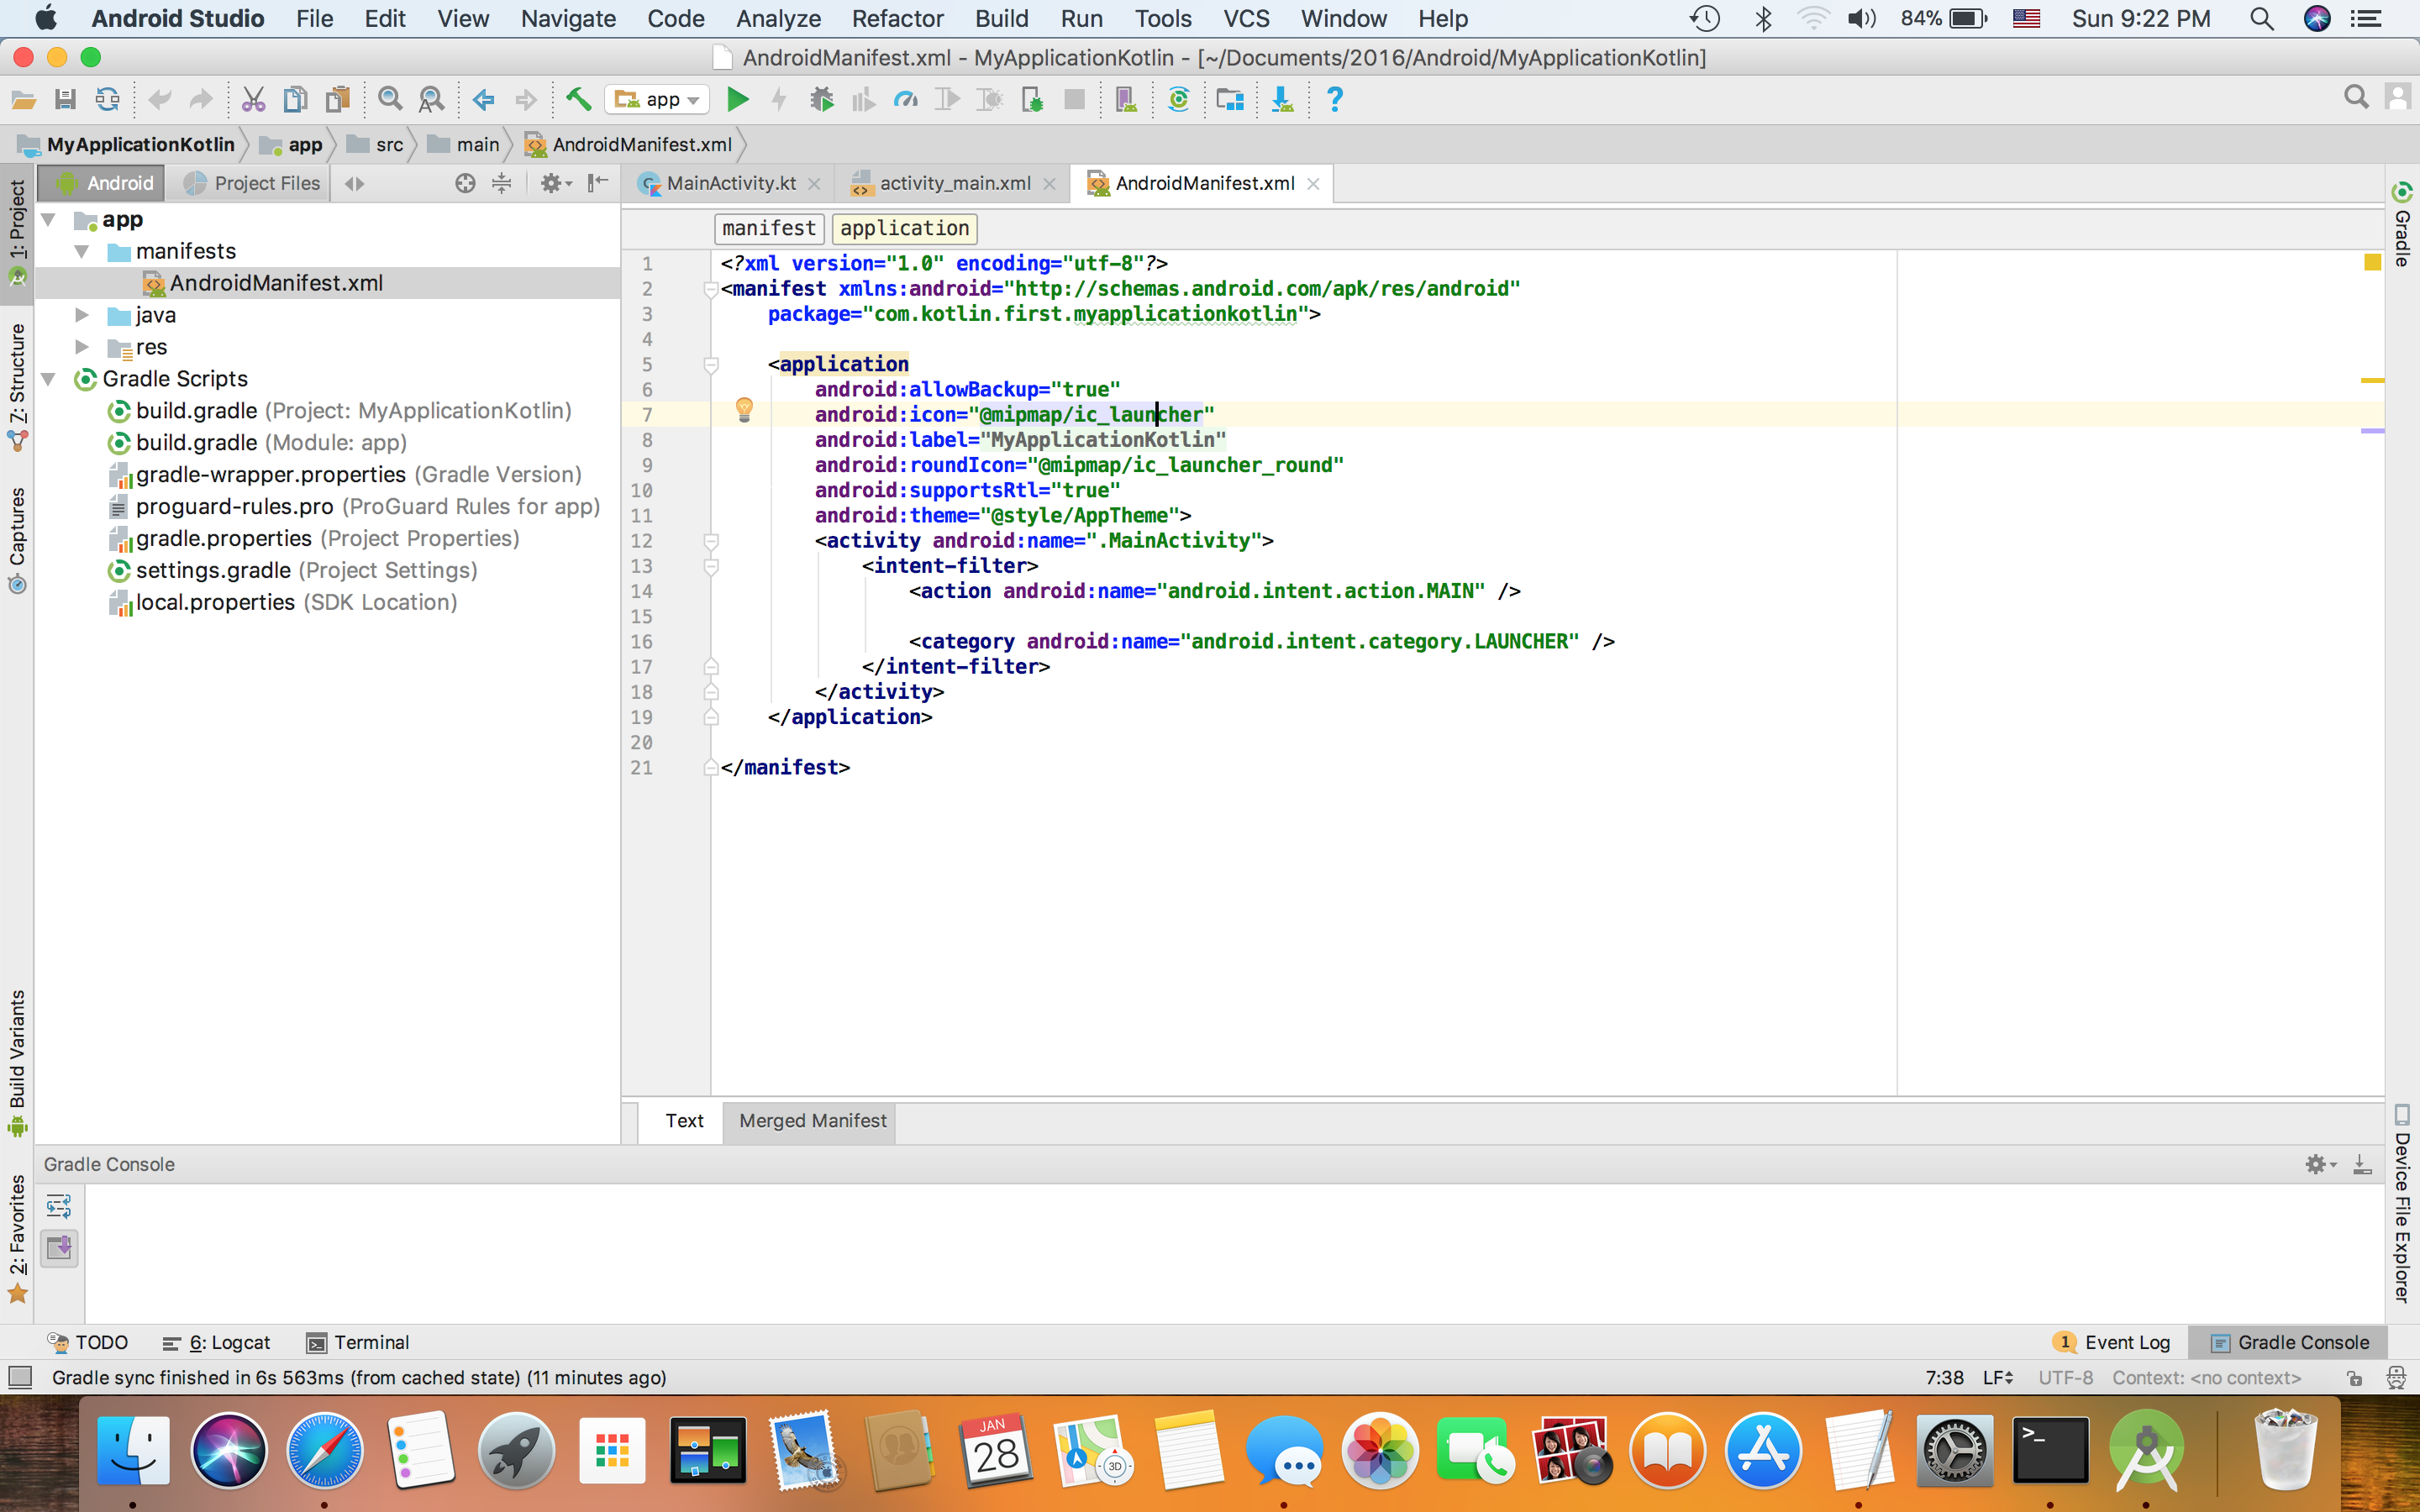 Android Studio File Edit View Navigate Code Analyze Refactor Build Run Tools VCS Window Help 84% Sun 9:22 PM
AndroidManifest.xml - MyApplicationKotlin - [~/Documents/2016/Android/MyApplicationKotlin]
app
MyApplicationKotlin app src main AndroidManifest.xml
Android Project Files MainActivity.kt activity_main.xml AndroidManifest.xml
manifest application
1: Project
7: Structure
Captures
Build Variants
2: Favorites
app
manifests
AndroidManifest.xml
java
res
Gradle Scripts
build.gradle (Project: MyApplicationKotlin)
build.gradle (Module: app)
gradle-wrapper.properties (Gradle Version)
proguard-rules.pro (ProGuard Rules for app)
gradle.properties (Project Properties)
settings.gradle (Project Settings)
local.properties (SDK Location)
1 <?xml version="1.0" encoding="utf-8"?>
2 <manifest xmlns:android="http://schemas.android.com/apk/res/android"
3 package="com.kotlin.first.myapplicationkotlin">
4
5 <application
6 android:allowBackup="true"
7 android:icon="@mipmap/ic_launcher"
8 android:label="MyApplicationKotlin"
9 android:roundIcon="@mipmap/ic_launcher_round"
10 android:supportsRtl="true"
11 android:theme="@style/AppTheme">
12 <activity android:name=".MainActivity">
13 <intent-filter>
14 <action android:name="android.intent.action.MAIN" />
15
16 <category android:name="android.intent.category.LAUNCHER" />
17 </intent-filter>
18 </activity>
19 </application>
20
21 </manifest>
Gradle
Device File Explorer
Text Merged Manifest
Gradle Console
TODO 6: Logcat Terminal 1 Event Log Gradle Console
Gradle sync finished in 6s 563ms (from cached state) (11 minutes ago) 7:38 LF UTF-8 Context: <no context>
JAN
28
3D
>_